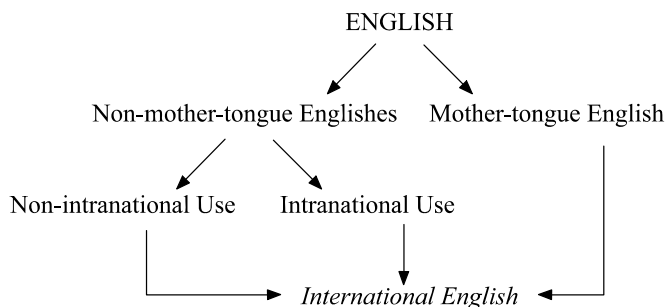 ENGLISH
Non-mother-tongue Englishes Mother-tongue English
Non-intranational Use Intranational Use
International English